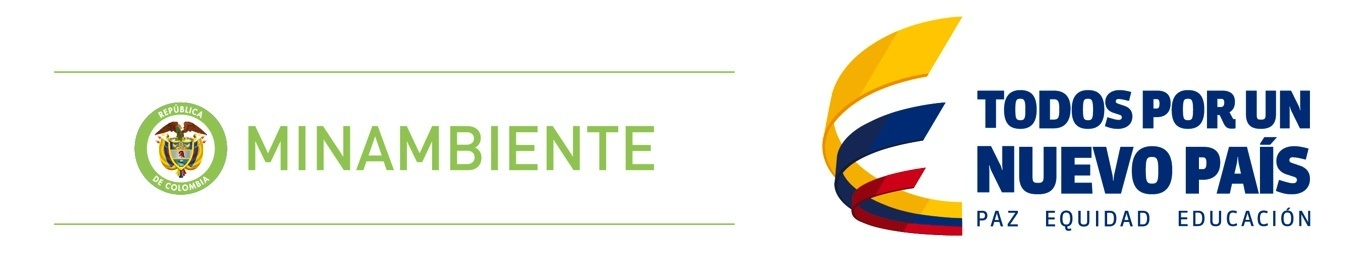 REPÚBLICA
DE COLOMBIA
MINAMBIENTE
TODOS POR UN
NUEVO PAÍS
PAZ EQUIDAD EDUCACIÓN